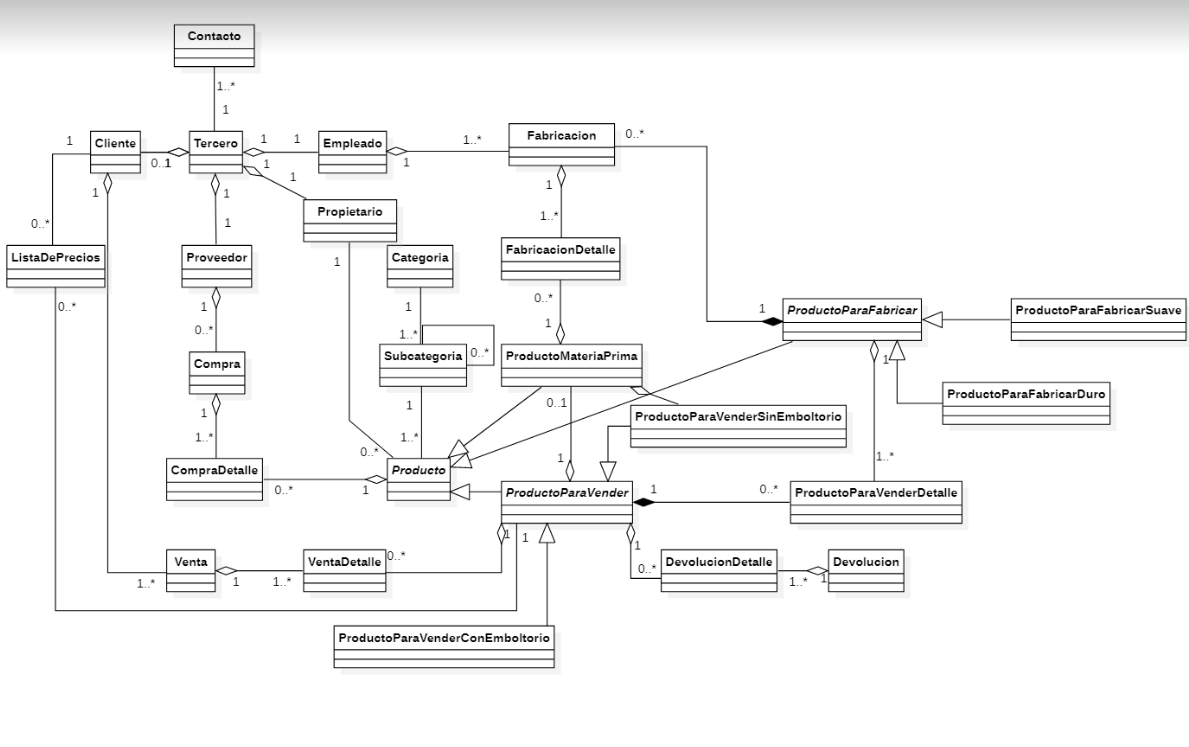 Contacto
1..*
1
1
Cliente
0..1
Tercero
1
1
Empleado
1
1..*
Fabricacion
0..*
1
1
1
0..*
1
1
Propietario
1
1..*
ListaDePrecios
Proveedor
1
Categoria
FabricacionDetalle
0..*
1
0..*
1
1..*
0..*
0..*
1
1
ProductoParaFabricar
ProductoParaFabricarSuave
Compra
Subcategoria
ProductoMateriaPrima
1
ProductoParaFabricarDuro
1
1..*
1
1..*
0..*
0..1
ProductoParaVenderSinEmboltorio
1
1..*
CompraDetalle
0..*
1
Producto
ProductoParaVender
1
0..*
ProductoParaVenderDetalle
1
1
1
0..*
Venta
1..*
1
1..*
VentaDetalle
0..*
DevolucionDetalle
1..*
1
Devolucion
ProductoParaVenderConEmboltorio